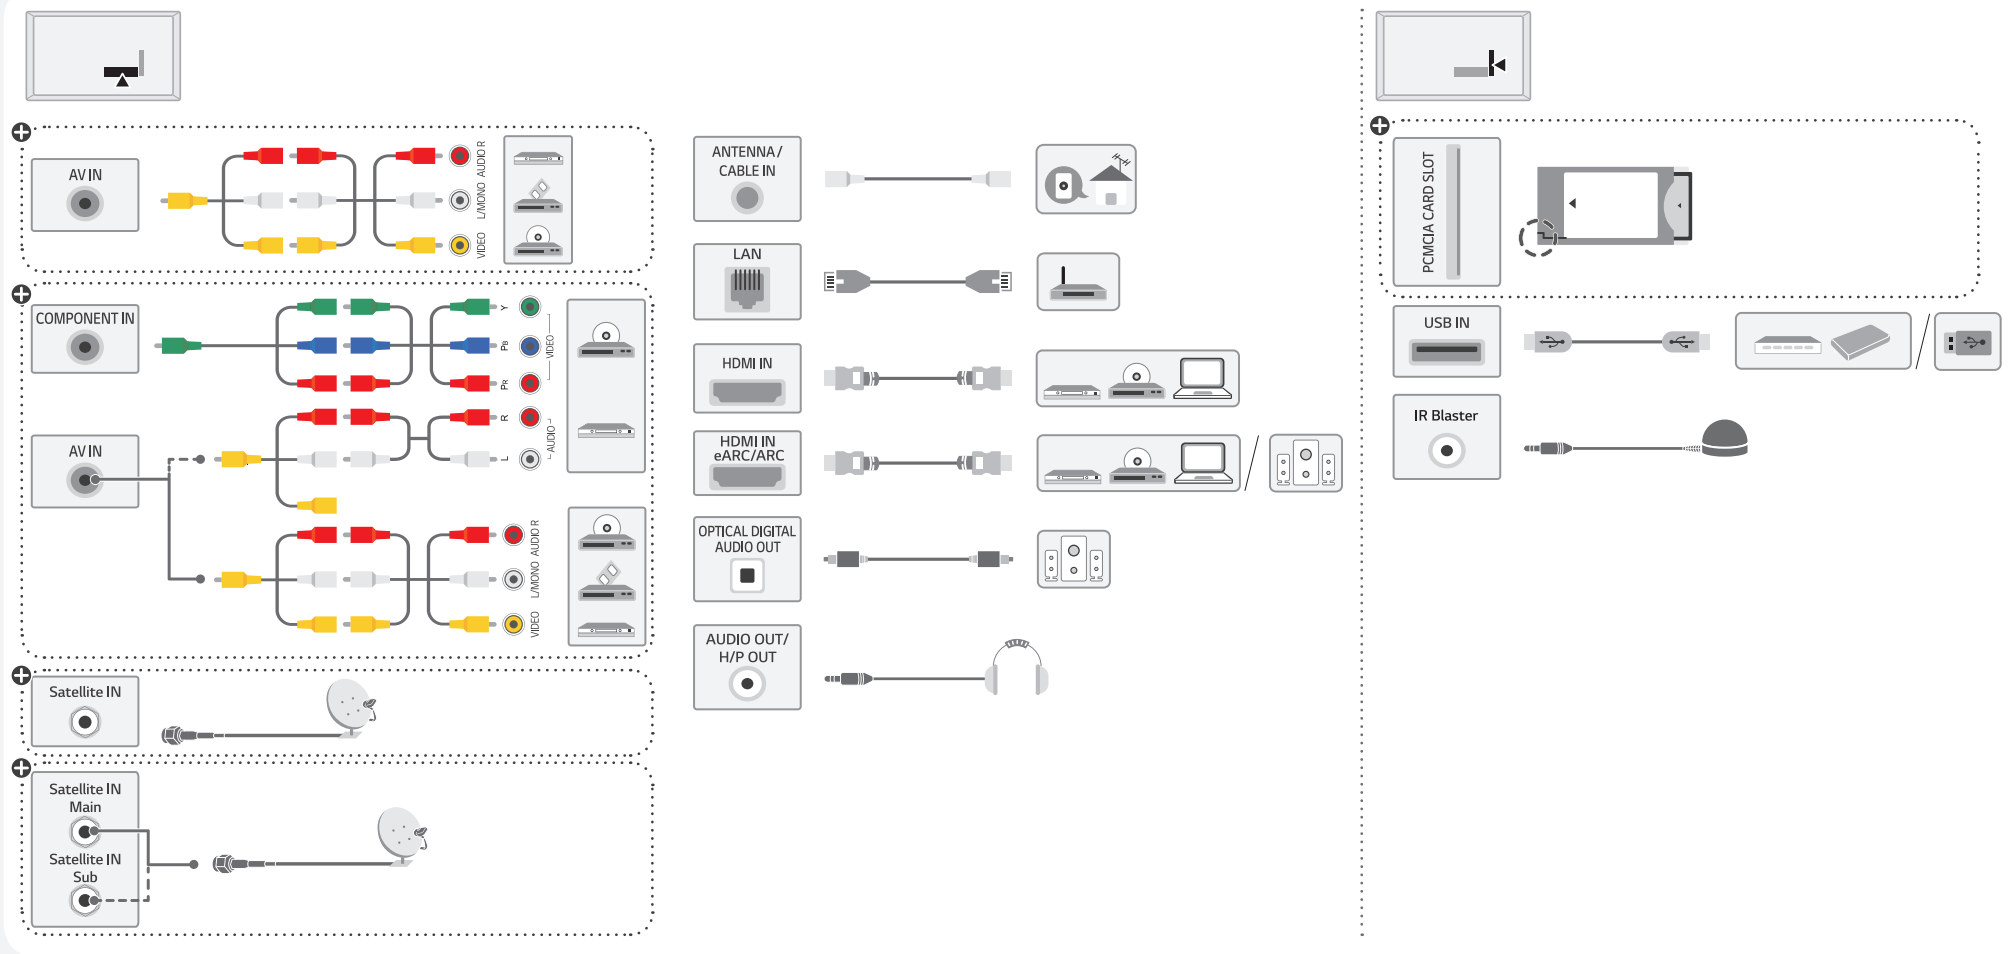 AV IN
AUDIO R
L/MONO
VIDEO
COMPONENT IN
Y
PB
PR
VIDEO
R
L
AUDIO
AV IN
AUDIO R
L/MONO
VIDEO
Satellite IN
Satellite IN
Main
Satellite IN
Sub
ANTENNA /
CABLE IN
LAN
HDMI IN
HDMI IN
eARC/ARC
OPTICAL DIGITAL
AUDIO OUT
AUDIO OUT/
H/P OUT
PCMCIA CARD SLOT
USB IN
/
IR Blaster